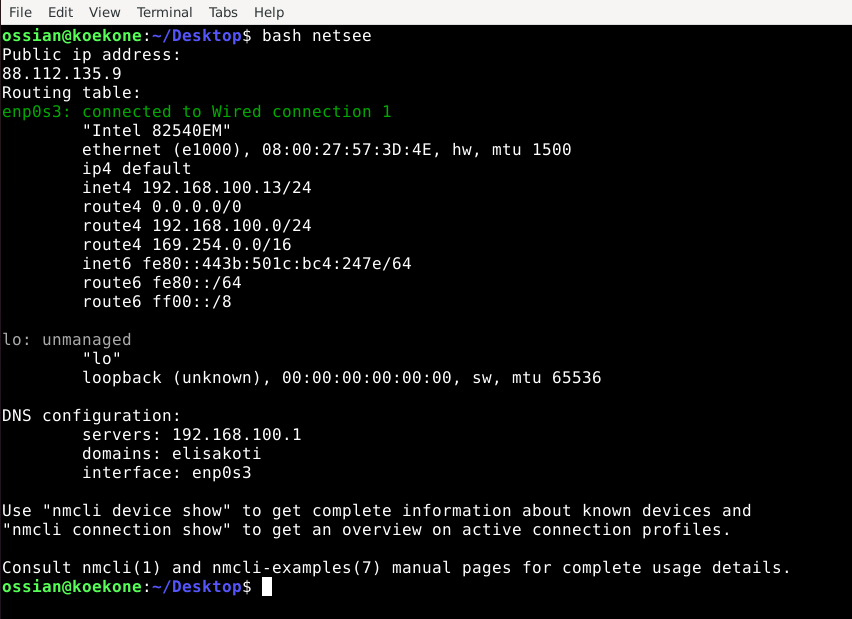 File Edit View Terminal Tabs Help
ossian@koekone:~/Desktop$ bash netsee
Public ip address:
88.112.135.9
Routing table:
enp0s3: connected to Wired connection 1
        "Intel 82540EM"
        ethernet (e1000), 08:00:27:57:3D:4E, hw, mtu 1500
        ip4 default
        inet4 192.168.100.13/24
        route4 0.0.0.0/0
        route4 192.168.100.0/24
        route4 169.254.0.0/16
        inet6 fe80::443b:501c:bc4:247e/64
        route6 fe80::/64
        route6 ff00::/8

lo: unmanaged
        "lo"
        loopback (unknown), 00:00:00:00:00:00, sw, mtu 65536

DNS configuration:
        servers: 192.168.100.1
        domains: elisakoti
        interface: enp0s3

Use "nmcli device show" to get complete information about known devices and
"nmcli connection show" to get an overview on active connection profiles.

Consult nmcli(1) and nmcli-examples(7) manual pages for complete usage details.
ossian@koekone:~/Desktop$